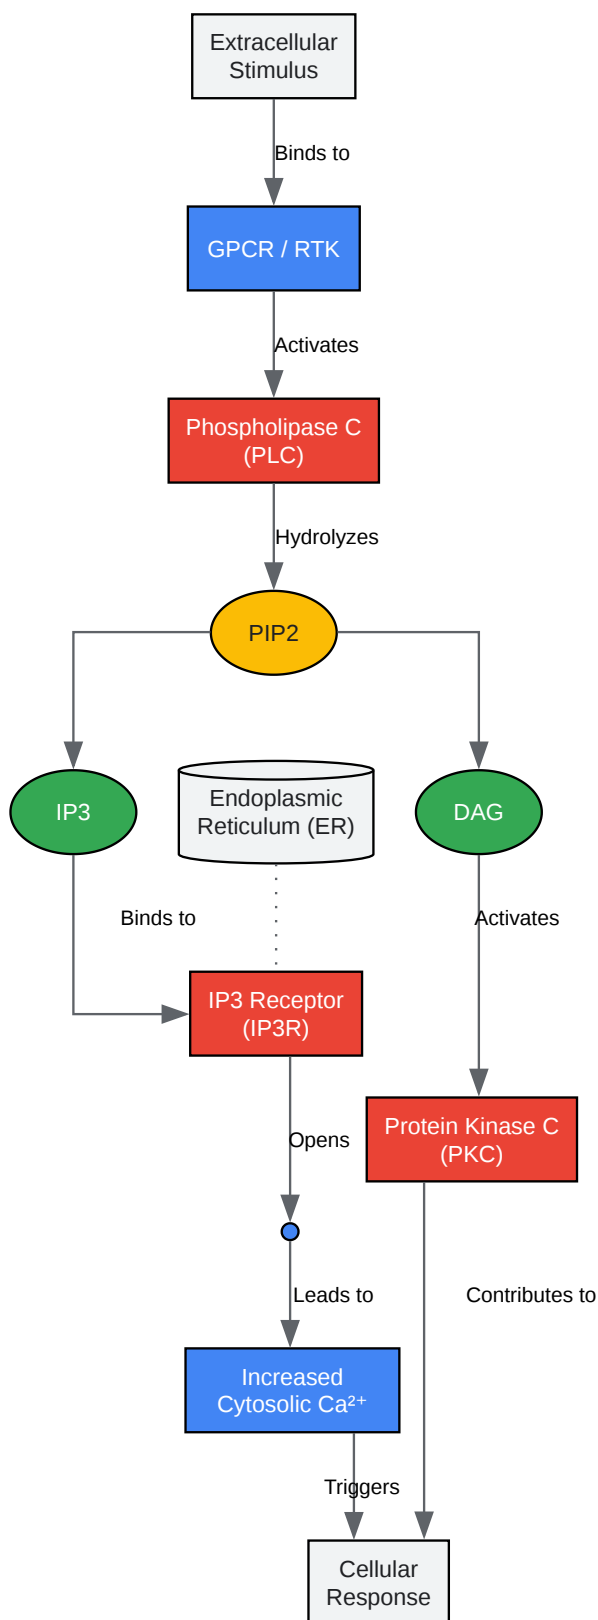 Extracellular
Stimulus
Binds to
GPCR / RTK
Activates
Phospholipase C
(PLC)
Hydrolyzes
PIP2
IP3
Endoplasmic
Reticulum (ER)
DAG
Binds to
Activates
IP3 Receptor
(IP3R)
Opens
Protein Kinase C
(PKC)
Leads to
Contributes to
Increased
Cytosolic Ca²⁺
Triggers
Cellular
Response